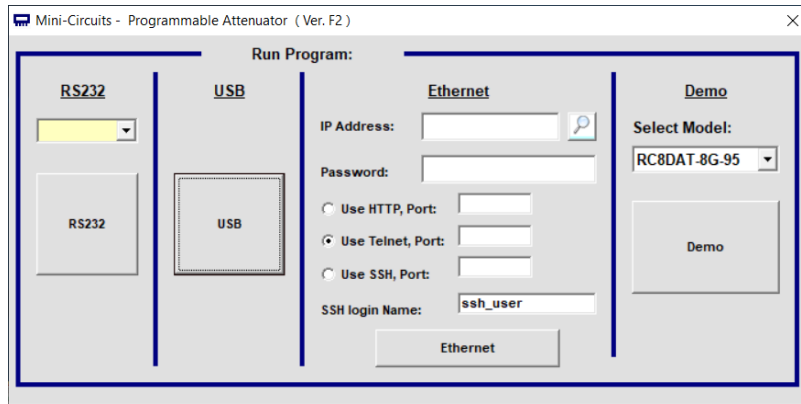 Mini-Circuits - Programmable Attenuator ( Ver. F2 )
Run Program:
RS232
RS232
USB
USB
Ethernet
IP Address:
Password:
Use HTTP, Port:
Use Telnet, Port:
Use SSH, Port:
SSH login Name: ssh_user
Ethernet
Demo
Select Model:
RC8DAT-8G-95
Demo